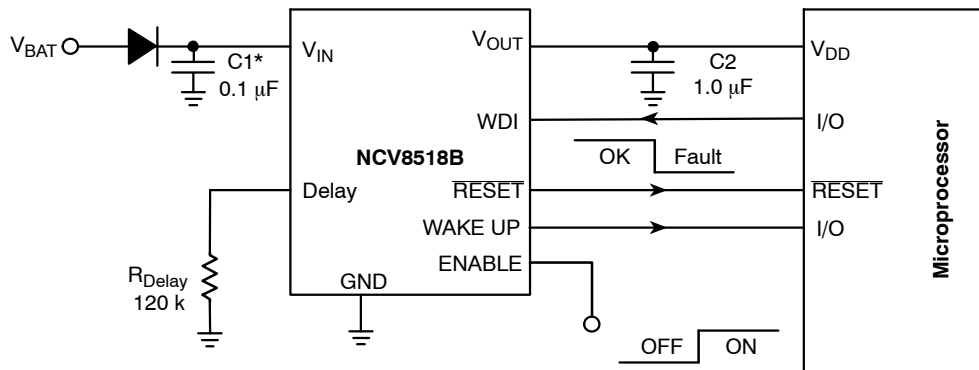 V_BAT
C1*
0.1 μF
V_IN
V_OUT
C2
1.0 μF
V_DD
WDI
I/O
NCV8518B
OK
Fault
Delay
RESET
RESET
WAKE UP
I/O
R_Delay
120 k
ENABLE
GND
OFF
ON
Microprocessor